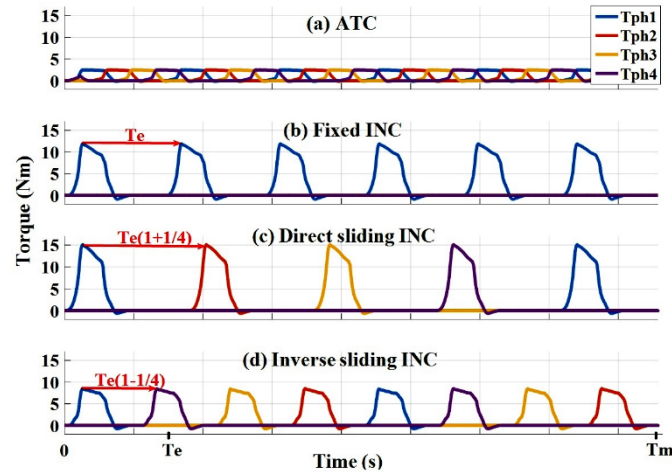 (a) ATC
Tph1
Tph2
Tph3
Tph4
15
10
5
0
(b) Fixed INC
Te
15
10
5
0
Torque (Nm)
(c) Direct sliding INC
Te(1+1/4)
15
10
5
0
(d) Inverse sliding INC
Te(1-1/4)
15
10
5
0
0 Te Tm
Time (s)